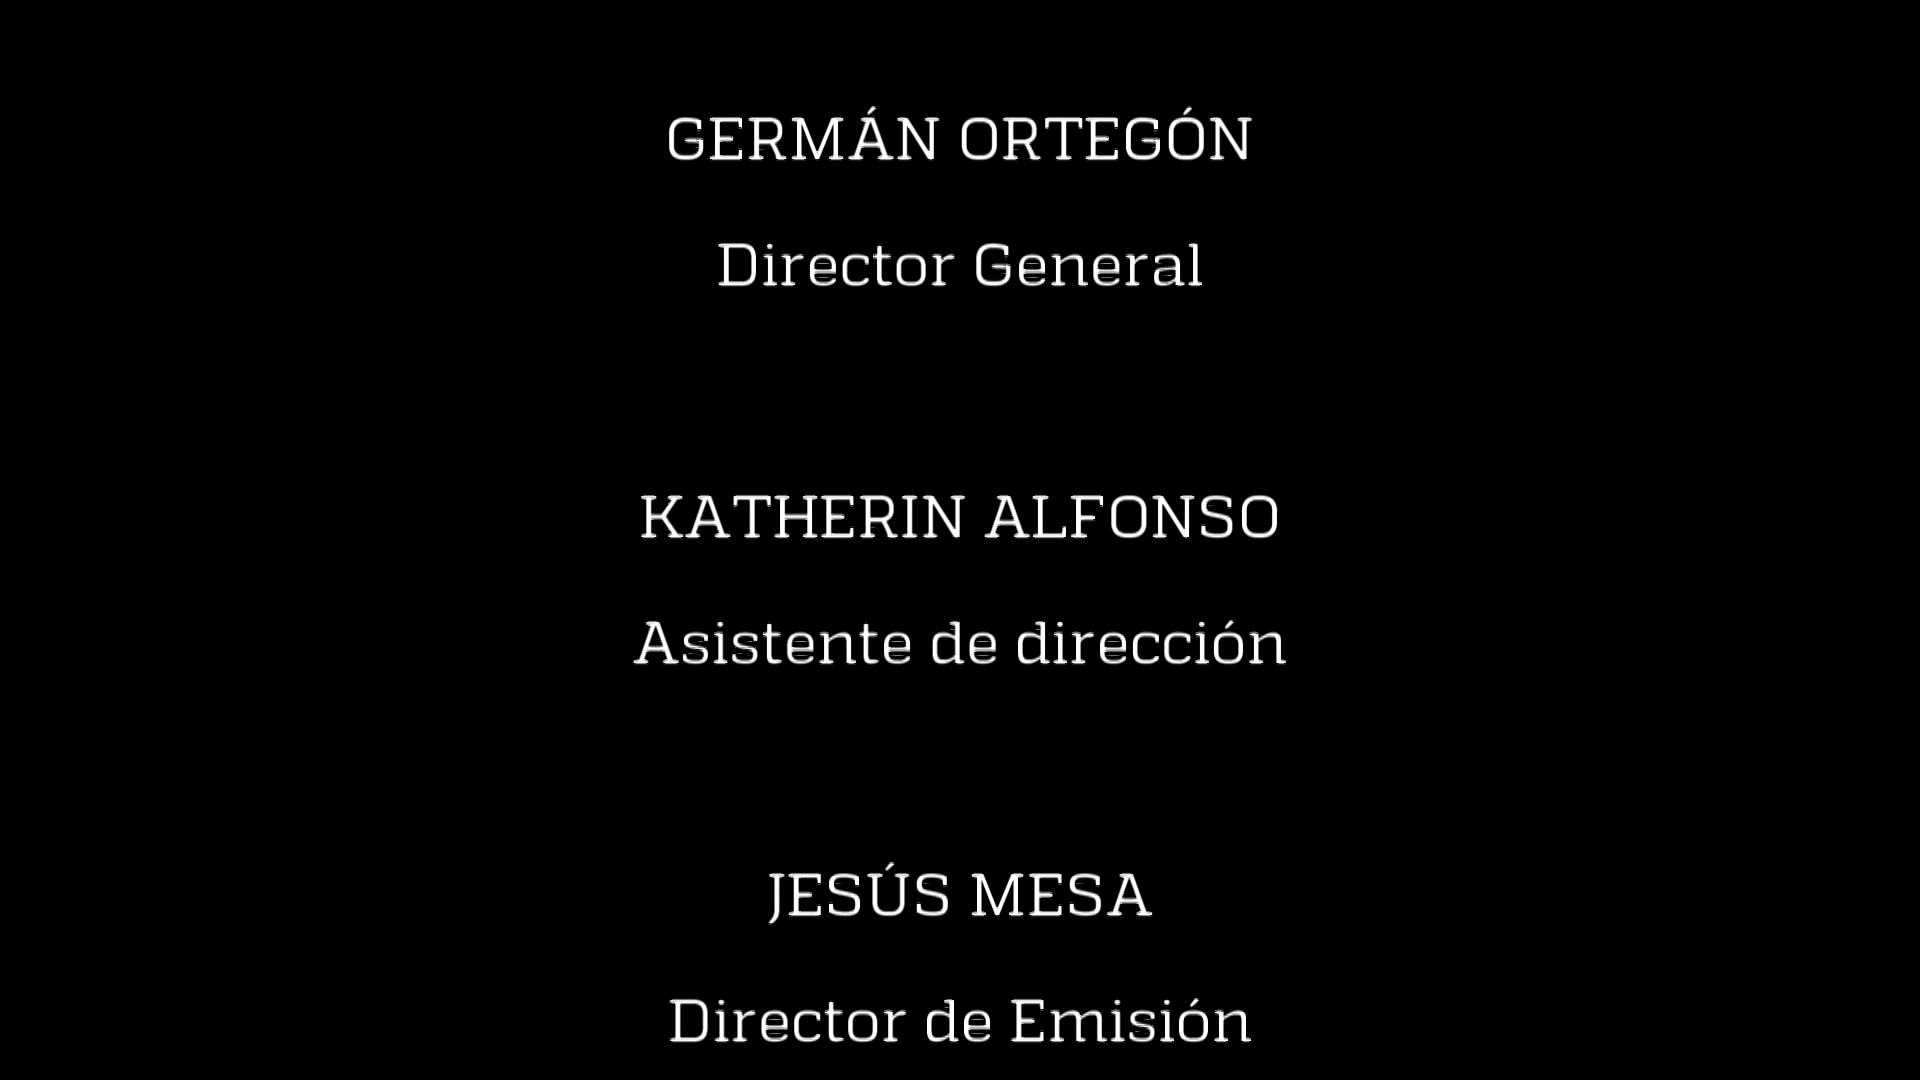 GERMÁN ORTEGÓN
Director General
KATHERIN ALFONSO
Asistente de dirección
JESÚS MESA
Director de Emisión